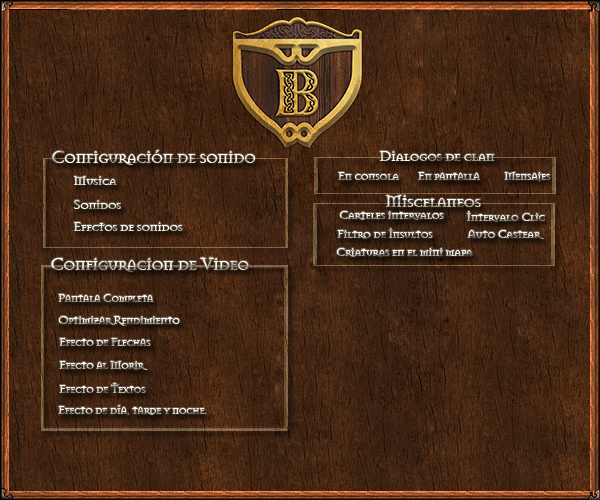 B
Configuración de sonido
Musica
Sonidos
Efectos de sonidos
Configuracion de Video
Pantala Completa
Optimizar Rendimiento
Efecto de Flechas
Efecto al Morir
Efecto de Textos
Efecto de día, tarde y noche.
Dialogos de clan
En consola En pantalla Mensajes
Miscelaneos
Carteles intervalos Intervalo Clic
Filtro de Insultos Auto Castear
Criaturas en el mini mapa